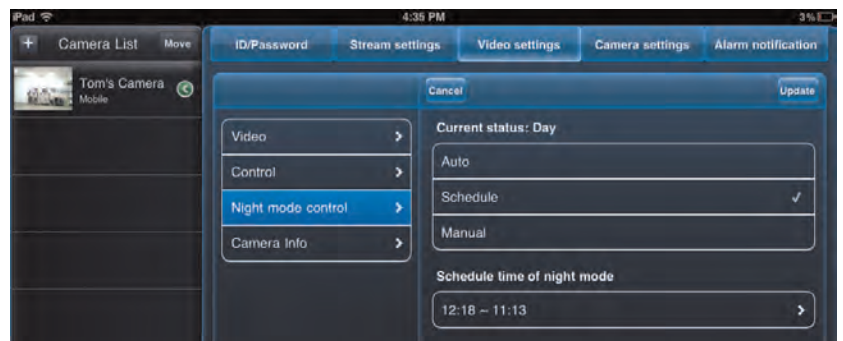 iPad 4:35 PM 3%
+ Camera List Move
ID/Password Stream settings Video settings Camera settings Alarm notification
Tom's Camera
Mobile
Cancel Update
Video
Control
Night mode control
Camera Info
Current status: Day
Auto
Schedule
Manual
Schedule time of night mode
12:18 ~ 11:13